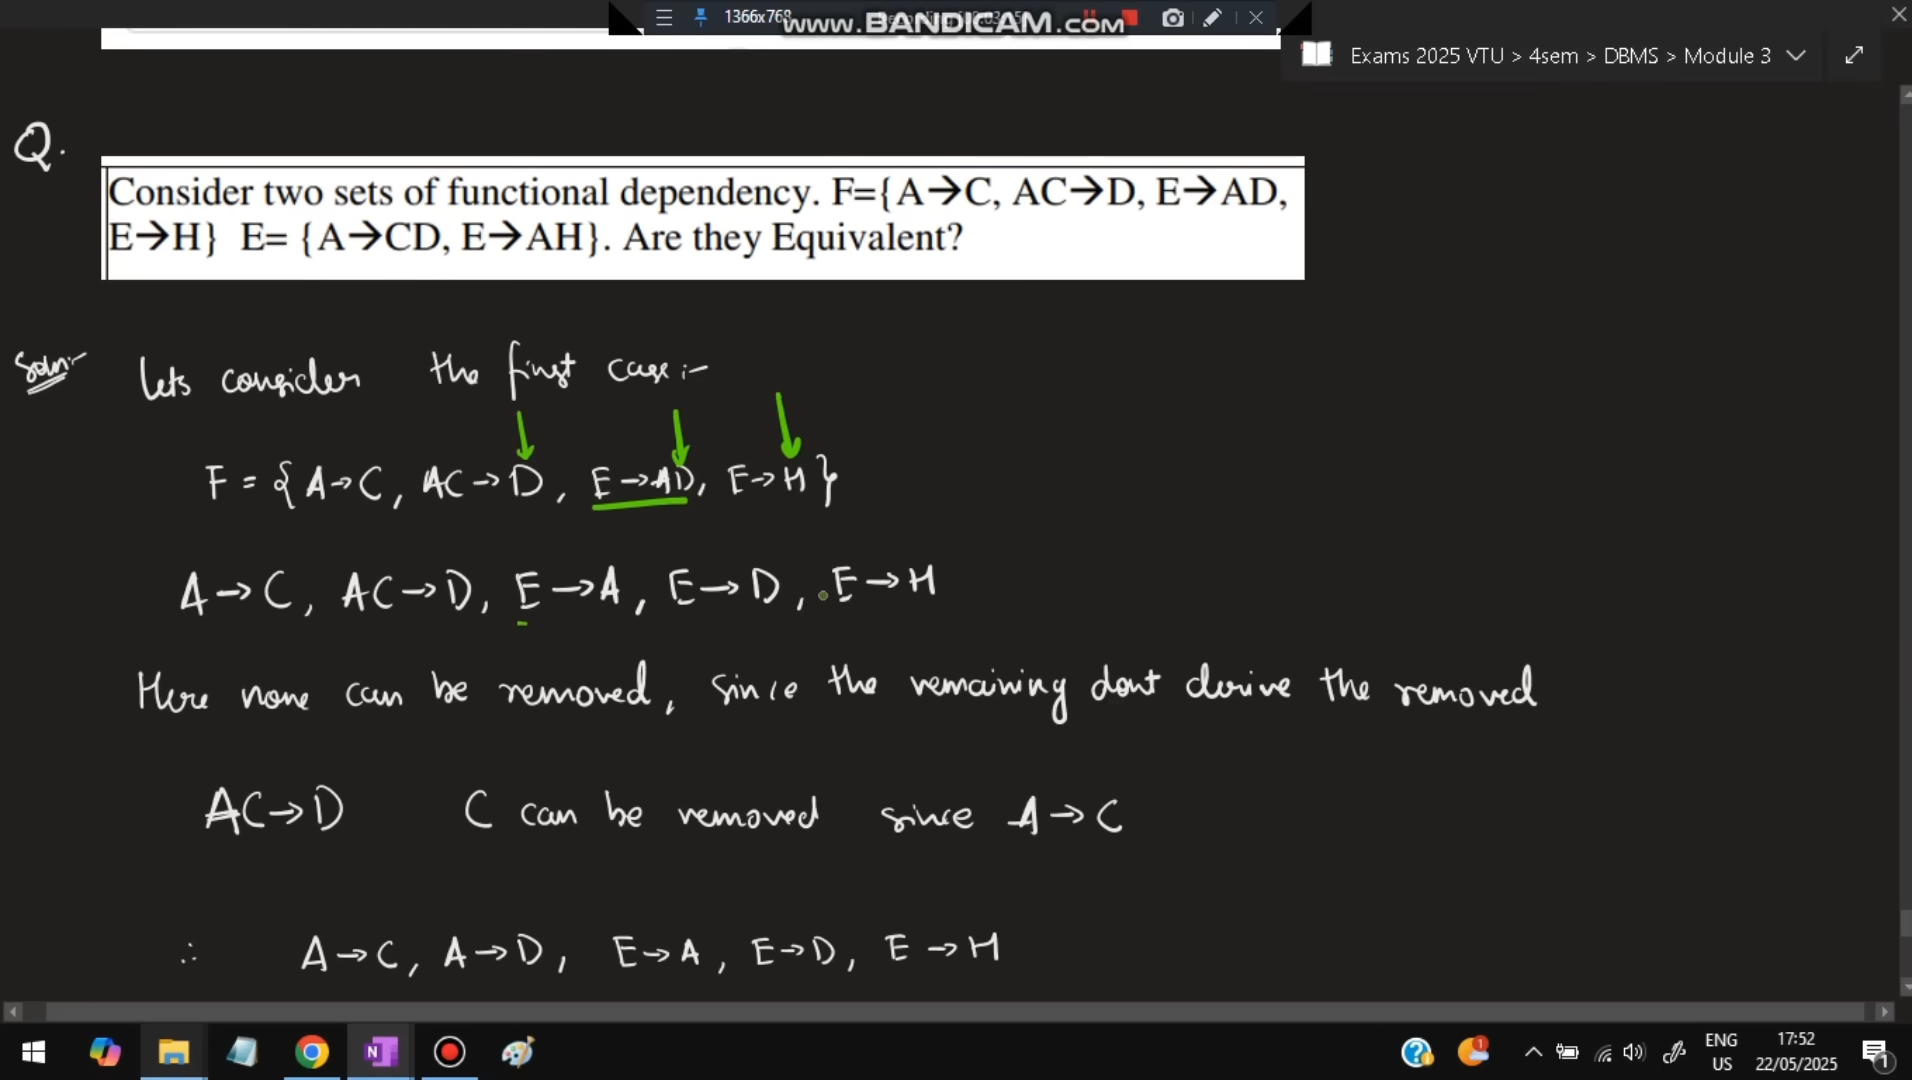 1366x768
www.BANDICAM.com
Exams 2025 VTU > 4sem > DBMS > Module 3
Q.
Consider two sets of functional dependency. F={A→C, AC→D, E→AD,
E→H} E= {A→CD, E→AH}. Are they Equivalent?
Soln:-
Lets consider the first case:-
F = { A→C, AC→D, E→AD, E→H }
A→C, AC→D, E→A, E→D, E→H
Here none can be removed, since the remaining dont derive the removed
AC→D C can be removed since A→C
∴ A→C, A→D, E→A, E→D, E→H
ENG
US
17:52
22/05/2025
1
1